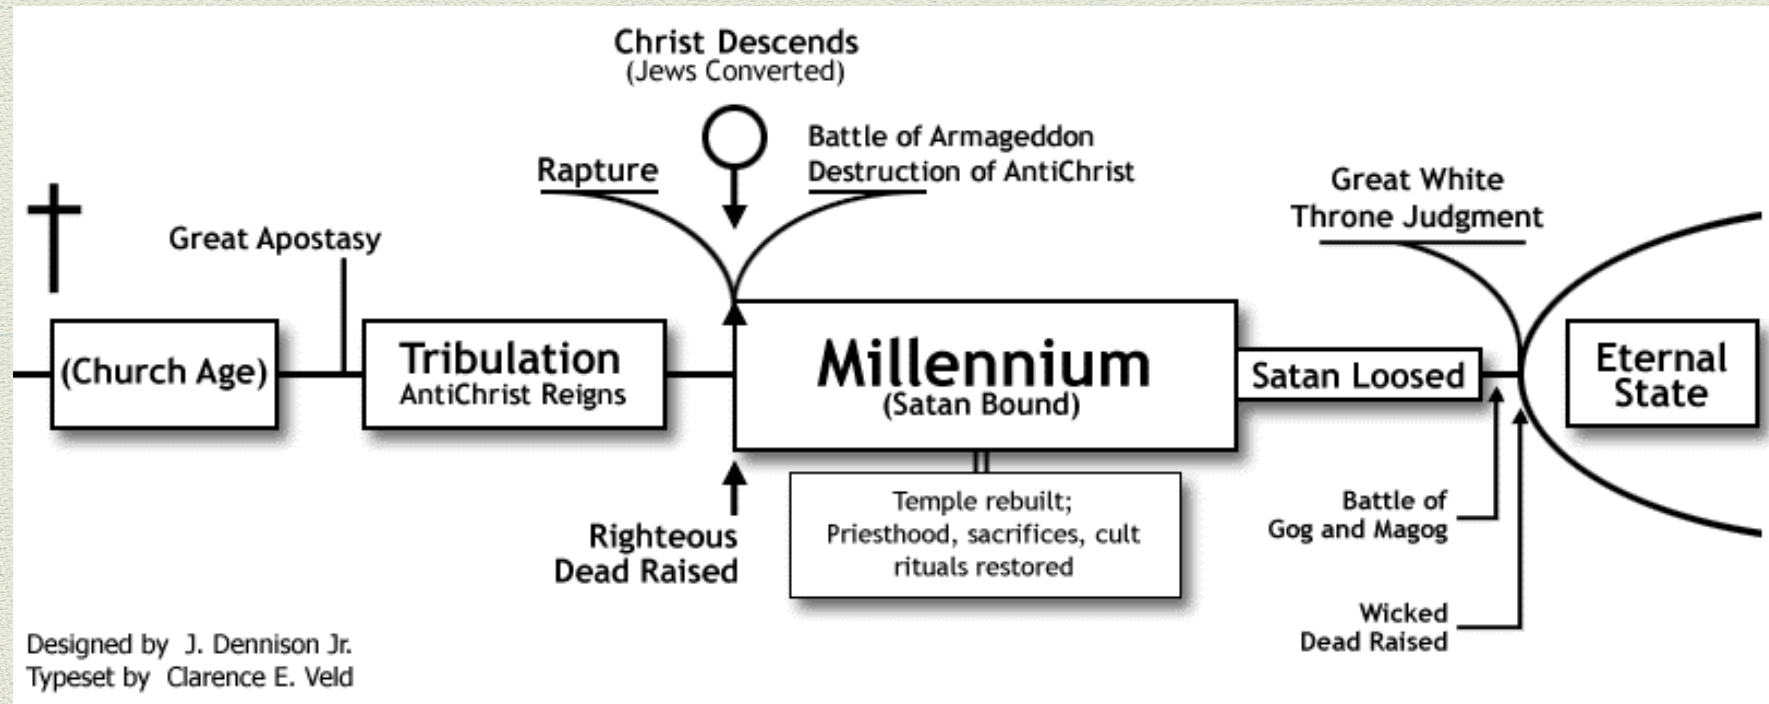 Christ Descends
(Jews Converted)
Rapture
Battle of Armageddon
Destruction of AntiChrist
Great White
Throne Judgment
Great Apostasy
(Church Age)
Tribulation
AntiChrist Reigns
Millennium
(Satan Bound)
Satan Loosed
Eternal
State
Temple rebuilt;
Priesthood, sacrifices, cult
rituals restored
Righteous
Dead Raised
Battle of
Gog and Magog
Wicked
Dead Raised
Designed by J. Dennison Jr.
Typeset by Clarence E. Veld